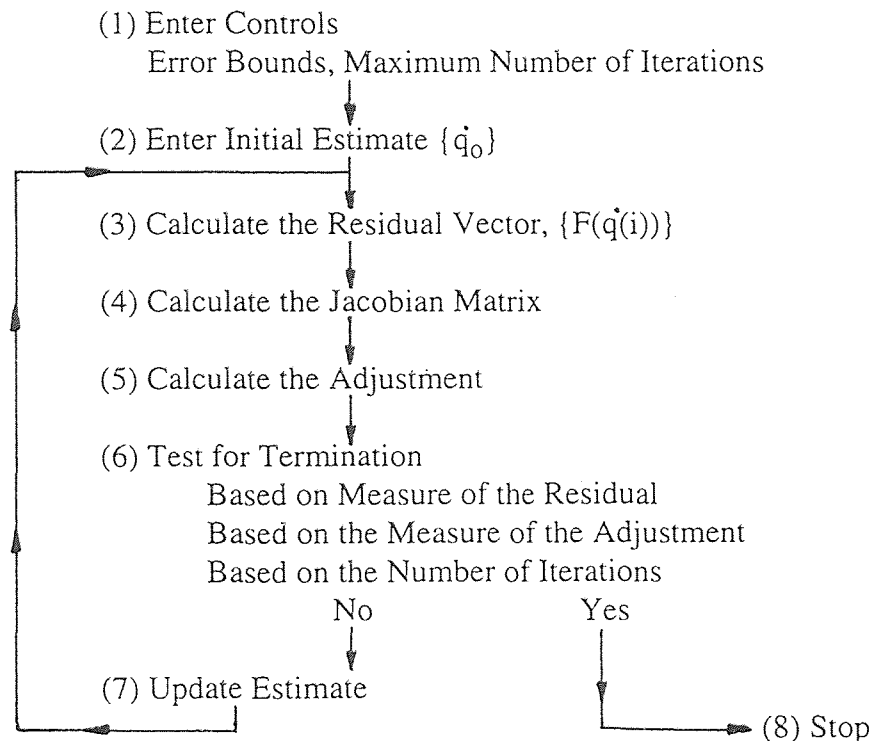 (1) Enter Controls
Error Bounds, Maximum Number of Iterations
(2) Enter Initial Estimate {q̇₀}
(3) Calculate the Residual Vector, {F(q̇(i))}
(4) Calculate the Jacobian Matrix
(5) Calculate the Adjustment
(6) Test for Termination
Based on Measure of the Residual
Based on the Measure of the Adjustment
Based on the Number of Iterations
No Yes
(7) Update Estimate
(8) Stop